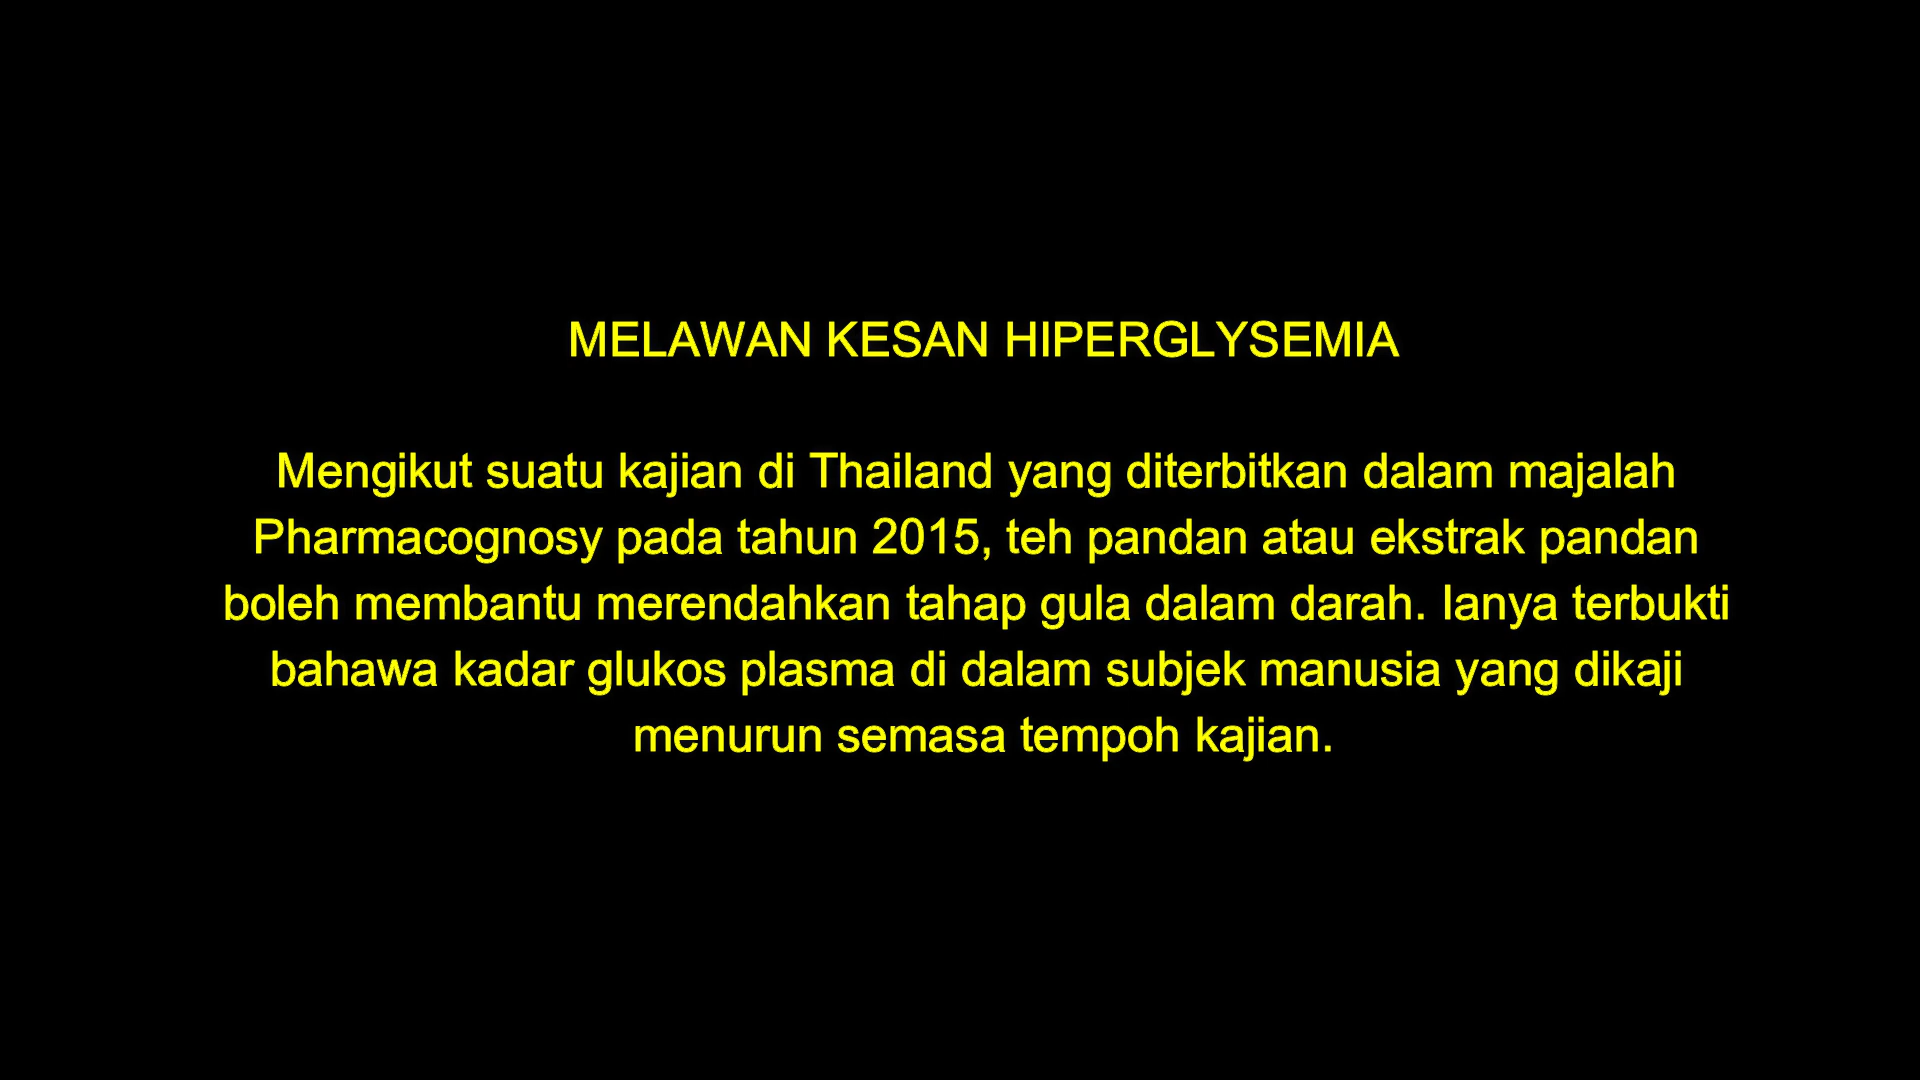 MELAWAN KESAN HIPERGLYSEMIA
Mengikut suatu kajian di Thailand yang diterbitkan dalam majalah
Pharmacognosy pada tahun 2015, teh pandan atau ekstrak pandan
boleh membantu merendahkan tahap gula dalam darah. Ianya terbukti
bahawa kadar glukos plasma di dalam subjek manusia yang dikaji
menurun semasa tempoh kajian.